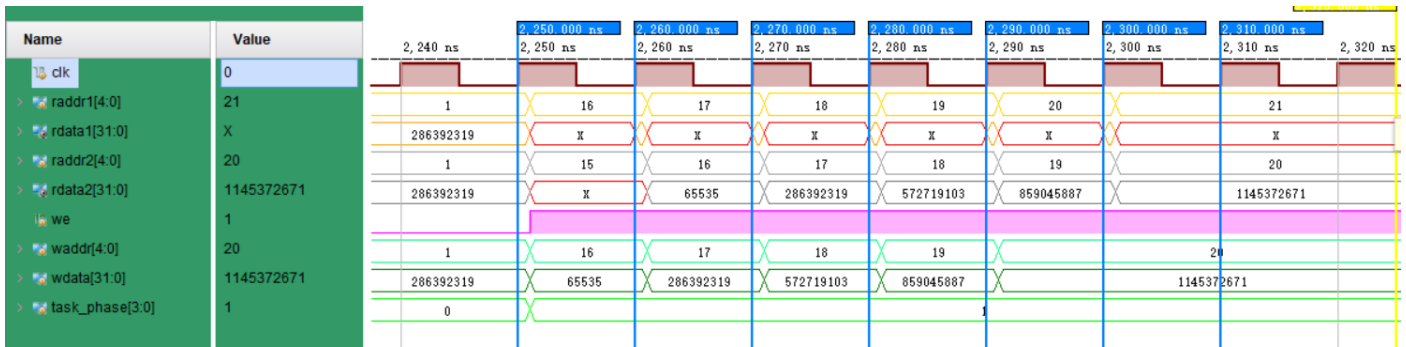 Name Value
2,250.000 ns 2,260.000 ns 2,270.000 ns 2,280.000 ns 2,290.000 ns 2,300.000 ns 2,310.000 ns
2,240 ns 2,250 ns 2,260 ns 2,270 ns 2,280 ns 2,290 ns 2,300 ns 2,310 ns 2,320 ns
clk 0
raddr1[4:0] 21 1 16 17 18 19 20 21
rdata1[31:0] X 286392319 X X X X X X
raddr2[4:0] 20 1 15 16 17 18 19 20
rdata2[31:0] 1145372671 286392319 X 65535 286392319 572719103 859045887 1145372671
we 1
waddr[4:0] 20 1 16 17 18 19 20
wdata[31:0] 1145372671 286392319 65535 286392319 572719103 859045887 1145372671
task_phase[3:0] 1 0 1